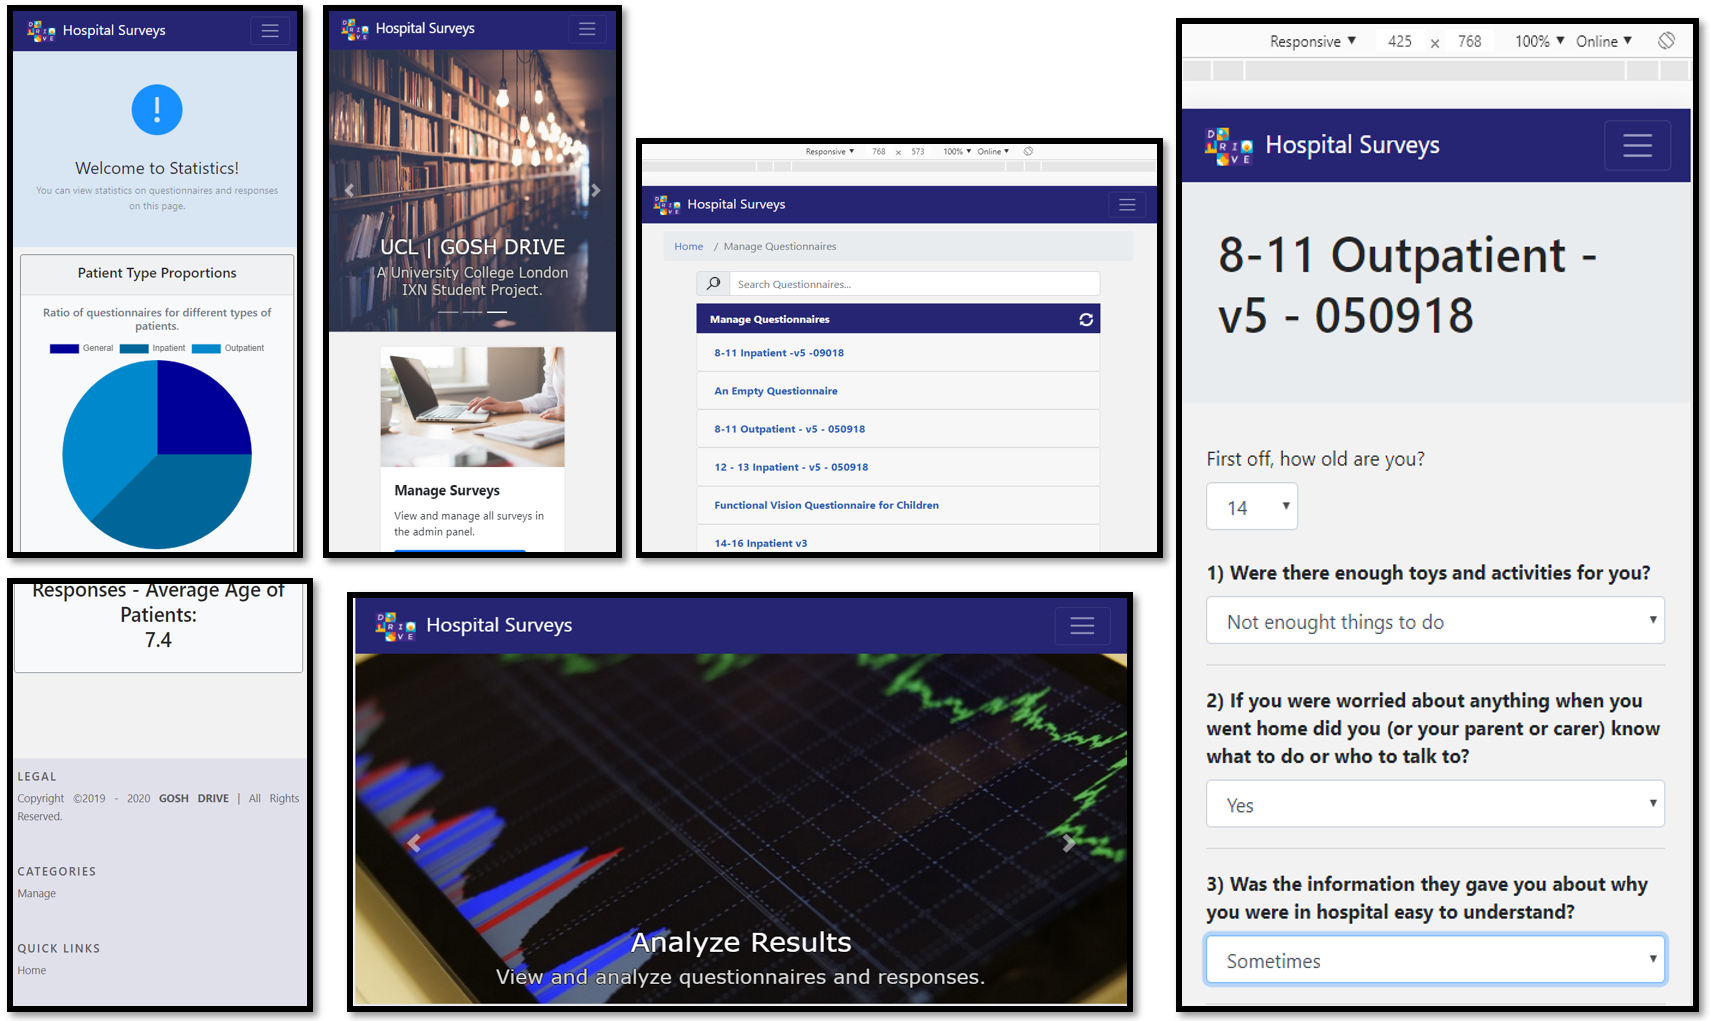 DRIVE Hospital Surveys
!
Welcome to Statistics!
You can view statistics on questionnaires and responses
on this page.
Patient Type Proportions
Ratio of questionnaires for different types of
patients.
General Inpatient Outpatient
DRIVE Hospital Surveys
UCL | GOSH DRIVE
A University College London
IXN Student Project.
Manage Surveys
View and manage all surveys in
the admin panel.
Responsive ▼ 768 x 573 100% ▼ Online ▼
DRIVE Hospital Surveys
Home / Manage Questionnaires
Search Questionnaires...
Manage Questionnaires
8-11 Inpatient -v5 -09018
An Empty Questionnaire
8-11 Outpatient - v5 - 050918
12 - 13 Inpatient - v5 - 050918
Functional Vision Questionnaire for Children
14-16 Inpatient v3
Responses - Average Age of
Patients:
7.4
LEGAL
Copyright ©2019 - 2020 GOSH DRIVE | All Rights
Reserved.
CATEGORIES
Manage
QUICK LINKS
Home
DRIVE Hospital Surveys
Analyze Results
View and analyze questionnaires and responses.
Responsive ▼ 425 x 768 100% ▼ Online ▼
DRIVE Hospital Surveys
8-11 Outpatient -
v5 - 050918
First off, how old are you?
14
1) Were there enough toys and activities for you?
Not enought things to do
2) If you were worried about anything when you
went home did you (or your parent or carer) know
what to do or who to talk to?
Yes
3) Was the information they gave you about why
you were in hospital easy to understand?
Sometimes